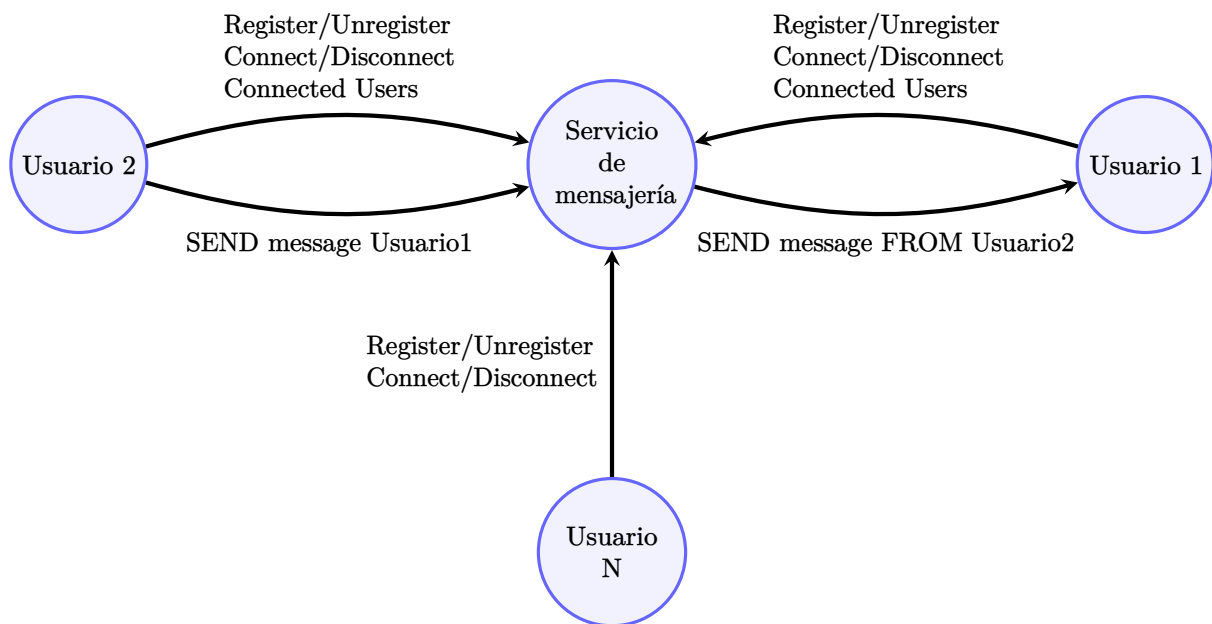 Register/Unregister
Connect/Disconnect
Connected Users
Register/Unregister
Connect/Disconnect
Connected Users
Usuario 2
Servicio
de
mensajería
Usuario 1
SEND message Usuario1
SEND message FROM Usuario2
Register/Unregister
Connect/Disconnect
Usuario
N